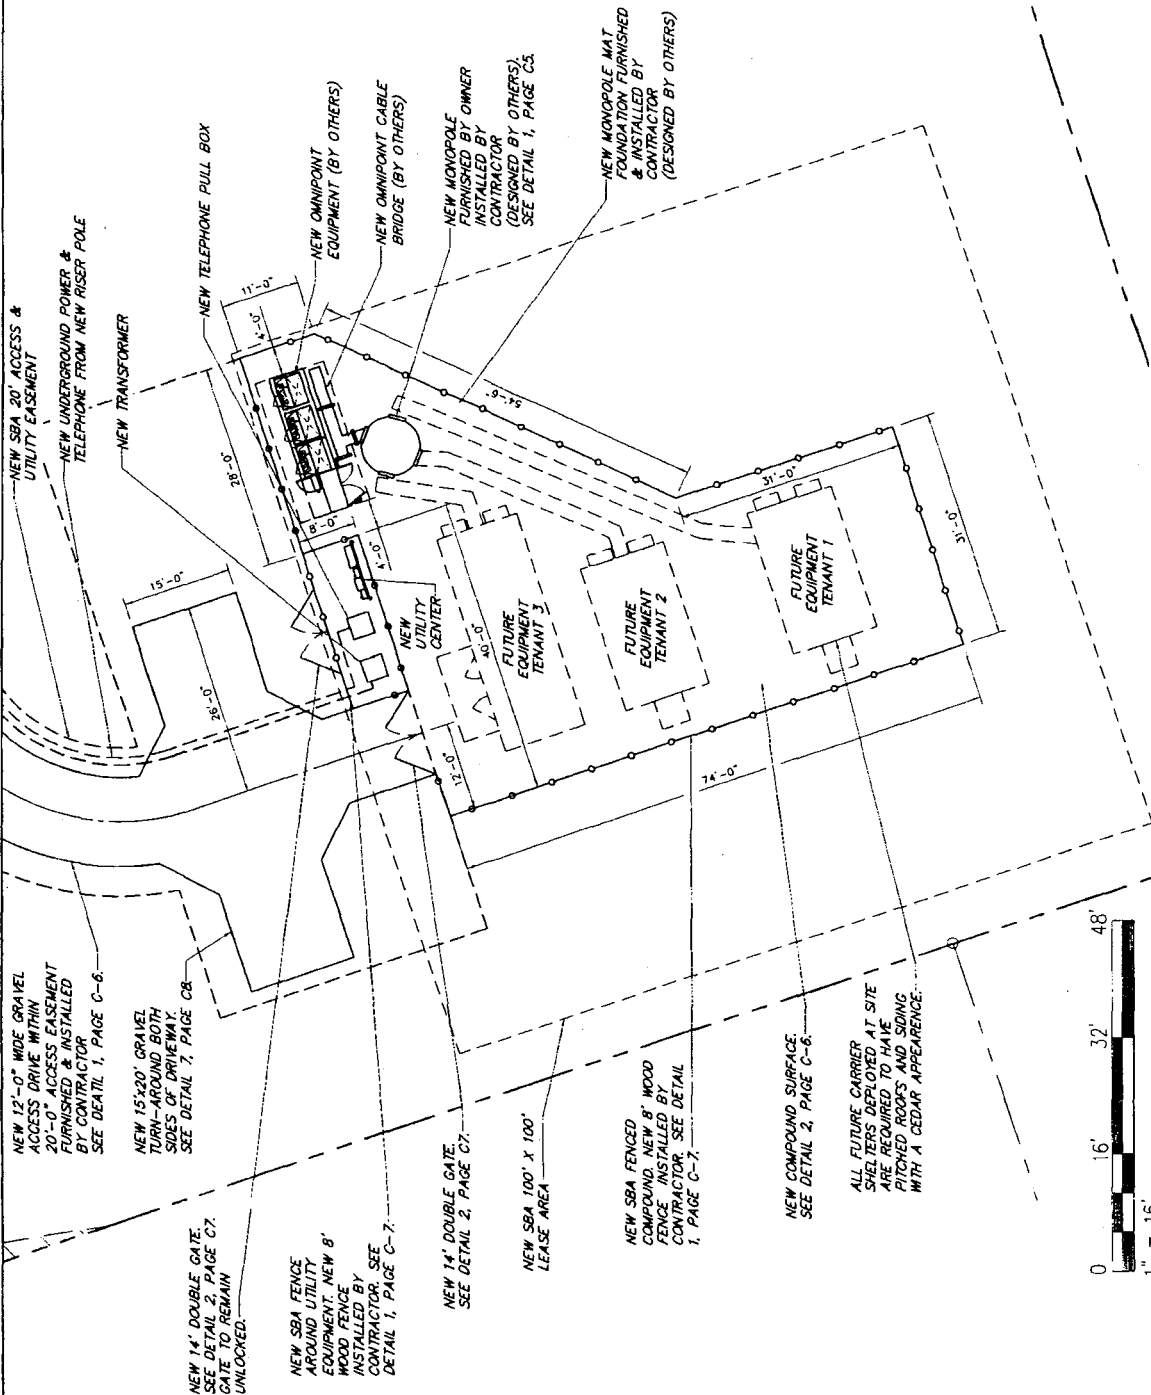 NEW 12'-0" WIDE GRAVEL
ACCESS DRIVE WITHIN
20'-0" ACCESS EASEMENT
FURNISHED & INSTALLED
BY CONTRACTOR
SEE DEATIL 1, PAGE C-6.
NEW 15'x20' GRAVEL
TURN-AROUND BOTH
SIDES OF DRIVEWAY.
SEE DETAIL 7, PAGE C8.
NEW 14' DOUBLE GATE.
SEE DETAIL 2, PAGE C7.
GATE TO REMAIN
UNLOCKED.
NEW SBA FENCE
AROUND UTILITY
EQUIPMENT. NEW 8'
WOOD FENCE
INSTALLED BY
CONTRACTOR. SEE
DETAIL 1, PAGE C-7.
NEW 14' DOUBLE GATE.
SEE DETAIL 2, PAGE C7.
NEW SBA 100' X 100'
LEASE AREA
NEW SBA FENCED
COMPOUND. NEW 8' WOOD
FENCE INSTALLED BY
CONTRACTOR. SEE DETAIL
1, PAGE C-7.
NEW COMPOUND SURFACE.
SEE DETAIL 2, PAGE C-6.
ALL FUTURE CARRIER
SHELTERS DEPLOYED AT SITE
ARE REQUIRED TO HAVE
PITCHED ROOFS AND SIDING
WITH A CEDAR APPEARENCE.
NEW SBA 20' ACCESS &
UTILITY EASEMENT
NEW UNDERGROUND POWER &
TELEPHONE FROM NEW RISER POLE
NEW TRANSFORMER
NEW TELEPHONE PULL BOX
NEW OMNIPOINT
EQUIPMENT (BY OTHERS)
NEW OMNIPOINT CABLE
BRIDGE (BY OTHERS)
NEW MONOPOLE
FURNISHED BY OWNER
INSTALLED BY
CONTRACTOR
(DESIGNED BY OTHERS).
SEE DETAIL 1, PAGE C5.
NEW MONOPOLE MAT
FOUNDATION FURNISHED
& INSTALLED BY
CONTRACTOR
(DESIGNED BY OTHERS)
15'-0"
26'-0"
28'-0"
11'-0"
4'-0"
8'-0"
4'-0"
12'-0"
40'-0"
54'-6"
31'-0"
31'-0"
74'-0"
NEW
UTILITY
CENTER
FUTURE
EQUIPMENT
TENANT 3
FUTURE
EQUIPMENT
TENANT 2
FUTURE
EQUIPMENT
TENANT 1
0 16' 32' 48'
1" = 16'